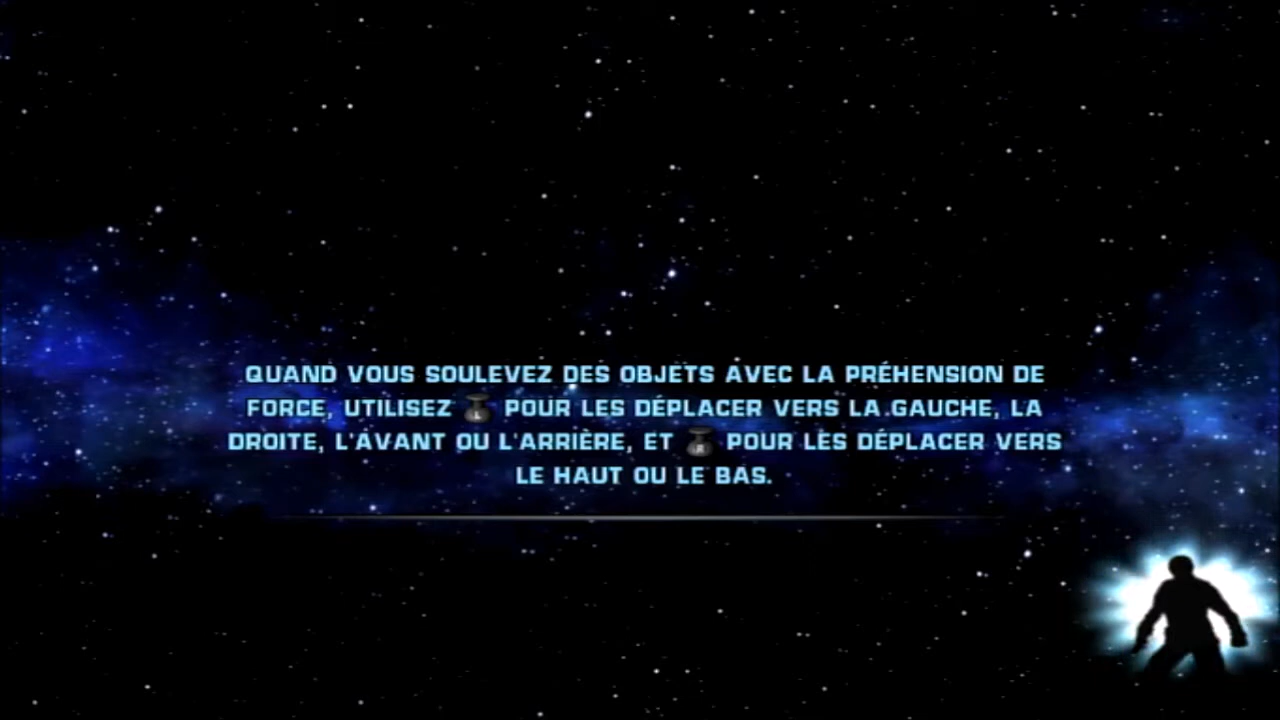 QUAND VOUS SOULEVEZ DES OBJETS AVEC LA PRÉHENSION DE
FORCE, UTILISEZ L POUR LES DÉPLACER VERS LA GAUCHE, LA
DROITE, L'AVANT OU L'ARRIÈRE, ET R POUR LES DÉPLACER VERS
LE HAUT OU LE BAS.